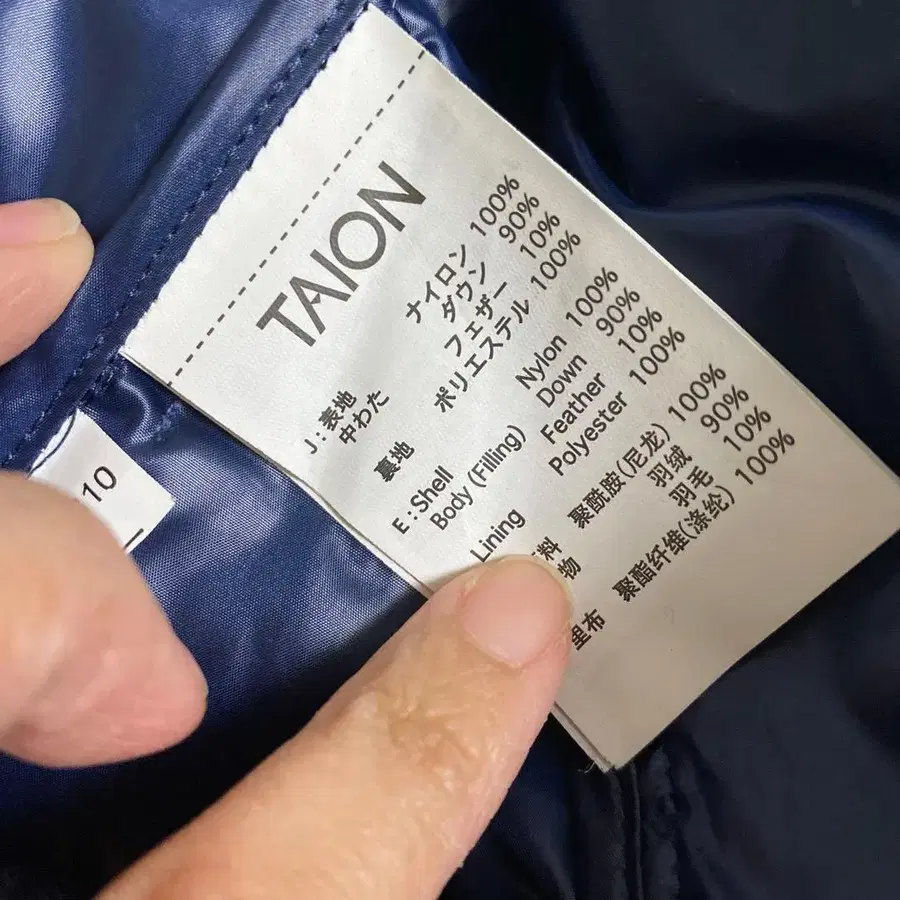 TAION
J:表地 ナイロン 100%
中わた ダウン 90%
フェザー 10%
裏地 ポリエステル 100%
E:Shell Nylon 100%
Body (Filling) Down 90%
Feather 10%
Lining Polyester 100%
料 聚酰胺(尼龙) 100%
物 羽绒 90%
羽毛 10%
里布 聚酯纤维(涤纶) 100%
10